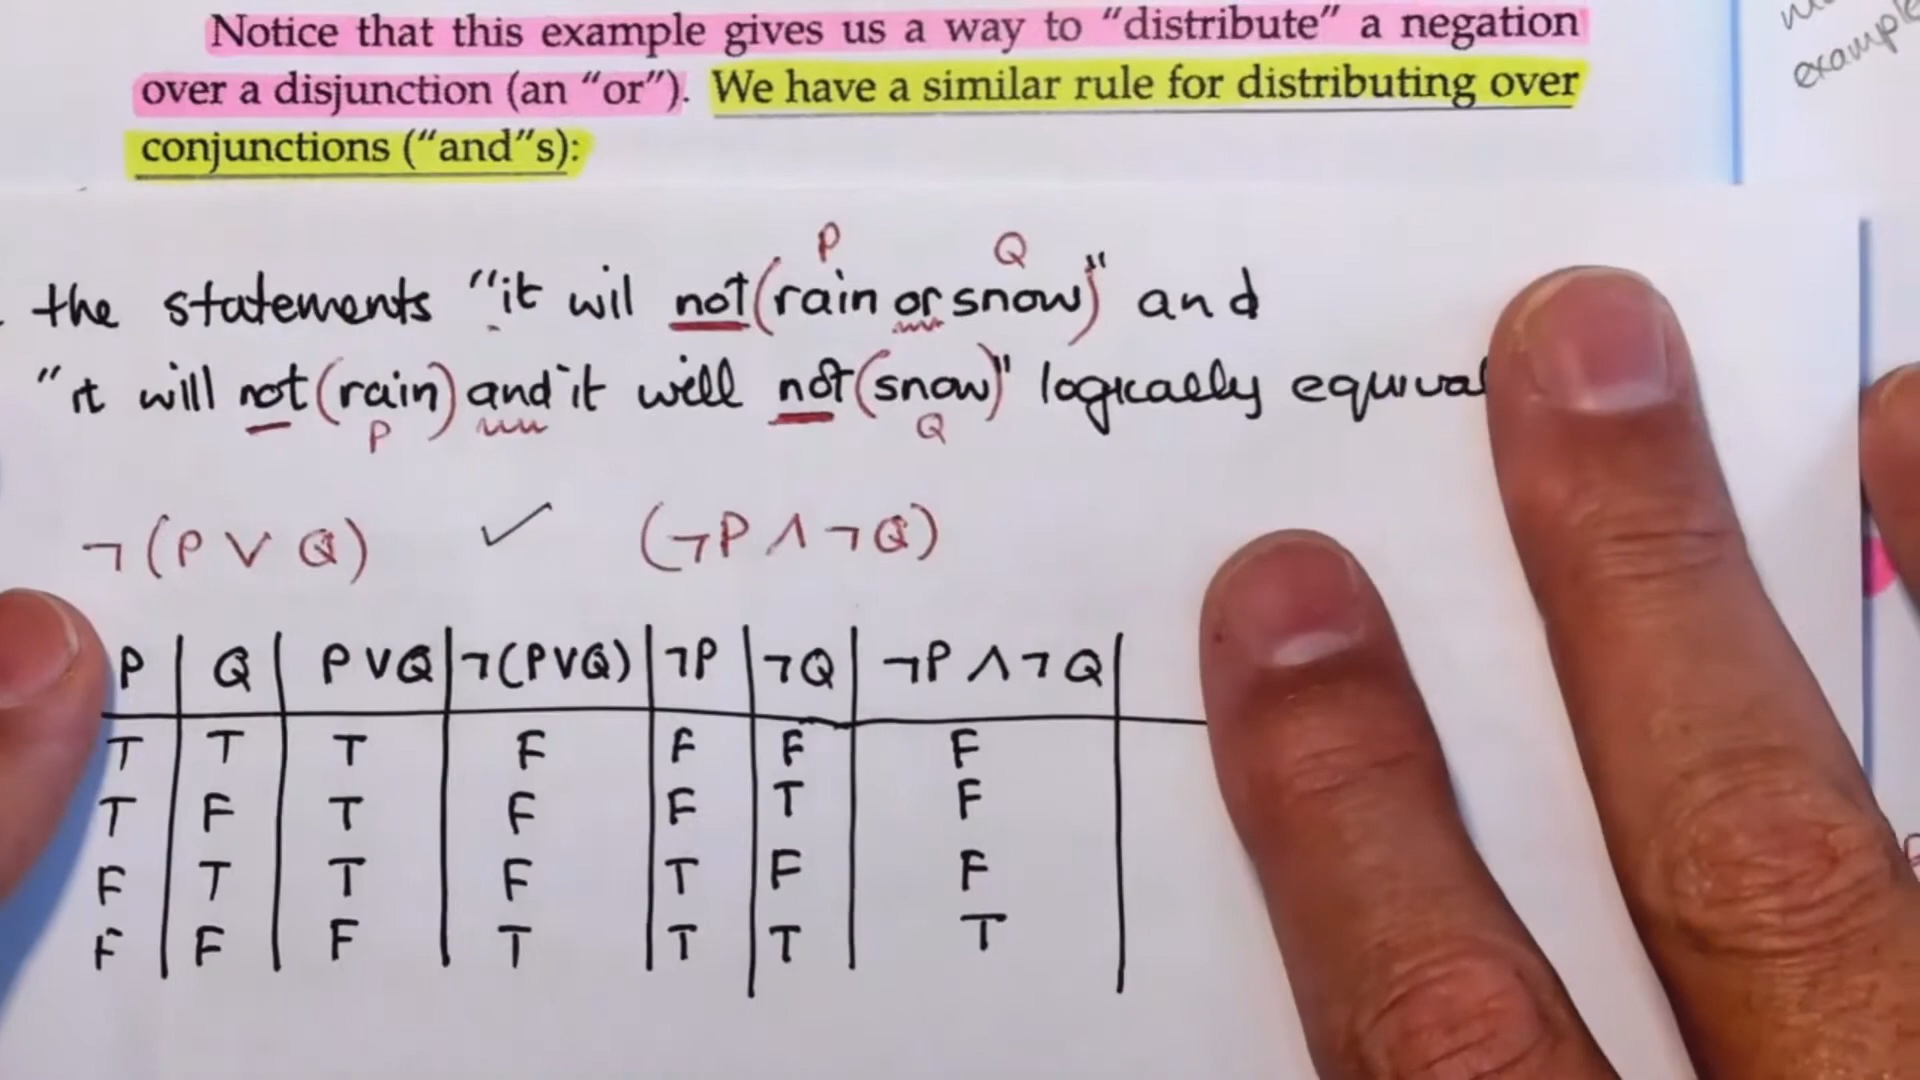 Notice that this example gives us a way to “distribute” a negation
over a disjunction (an “or”). We have a similar rule for distributing over
conjunctions (“and”s):
example
P Q
the statements "it wil not (rain or snow)" and
"it will not (rain) and it will not (snow)" logically equival
P Q
¬(P ∨ Q) ✓ (¬P ∧ ¬Q)
P Q P∨Q ¬(P∨Q) ¬P ¬Q ¬P ∧ ¬Q
T T T F F F F
T F T F F T F
F T T F T F F
F F F T T T T